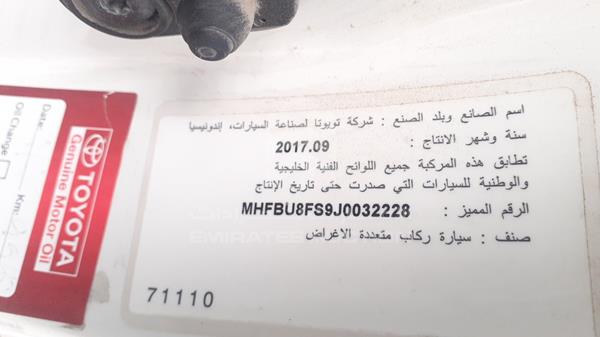 اسم الصانع وبلد الصنع : شركة تويوتا لصناعة السيارات، إندونيسيا
سنة وشهر الانتاج : 2017.09
تطابق هذه المركبة جميع اللوائح الفنية الخليجية
والوطنية للسيارات التي صدرت حتى تاريخ الإنتاج
الرقم المميز : MHFBU8FS9J0032228
صنف : سيارة ركاب متعددة الاغراض
71110
TOYOTA
Genuine Motor Oil
Date:
Oil Change
Km: